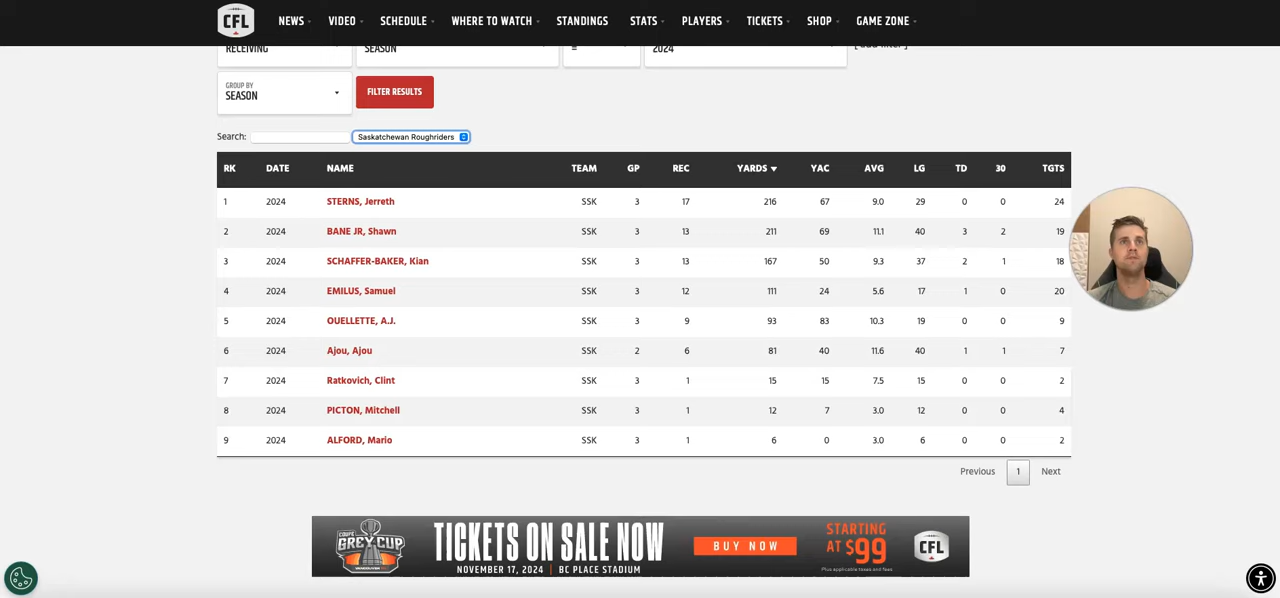 CFL NEWS VIDEO SCHEDULE WHERE TO WATCH STANDINGS STATS PLAYERS TICKETS SHOP GAME ZONE
RECEIVING SEASON = 2024
GROUP BY
SEASON
FILTER RESULTS
Search: Saskatchewan Roughriders
RK DATE NAME TEAM GP REC YARDS YAC AVG LG TD 30 TGTS
1 2024 STERNS, Jerreth SSK 3 17 216 67 9.0 29 0 0 24
2 2024 BANE JR, Shawn SSK 3 13 211 69 11.1 40 3 2 19
3 2024 SCHAFFER-BAKER, Kian SSK 3 13 167 50 9.3 37 2 1 18
4 2024 EMILUS, Samuel SSK 3 12 111 24 5.6 17 1 0 20
5 2024 OUELLETTE, A.J. SSK 3 9 93 83 10.3 19 0 0 9
6 2024 Ajou, Ajou SSK 2 6 81 40 11.6 40 1 1 7
7 2024 Ratkovich, Clint SSK 3 1 15 15 7.5 15 0 0 2
8 2024 PICTON, Mitchell SSK 3 1 12 7 3.0 12 0 0 4
9 2024 ALFORD, Mario SSK 3 1 6 0 3.0 6 0 0 2
Previous 1 Next
COUPE
GREY CUP
VANCOUVER
TICKETS ON SALE NOW
NOVEMBER 17, 2024 | BC PLACE STADIUM
BUY NOW
STARTING
AT $99
Plus applicable taxes and fees
CFL